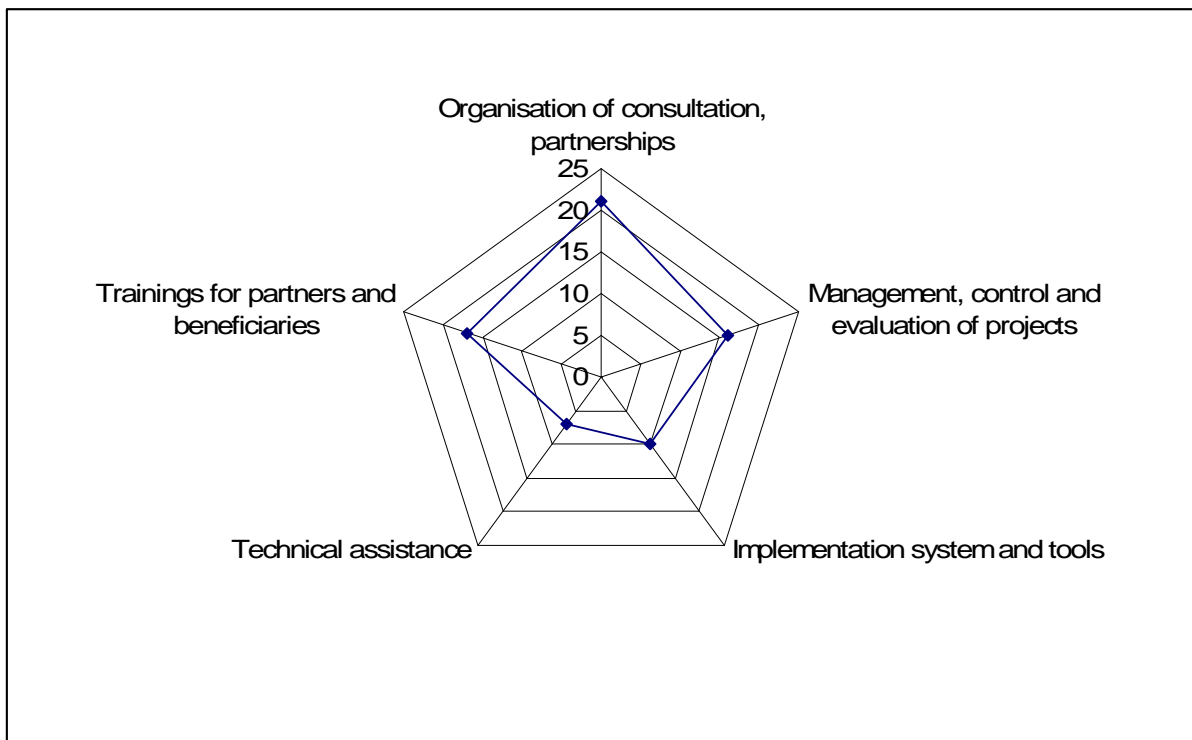 Organisation of consultation,
partnerships
25
20
15
10
5
0
Management, control and
evaluation of projects
Implementation system and tools
Technical assistance
Trainings for partners and
beneficiaries